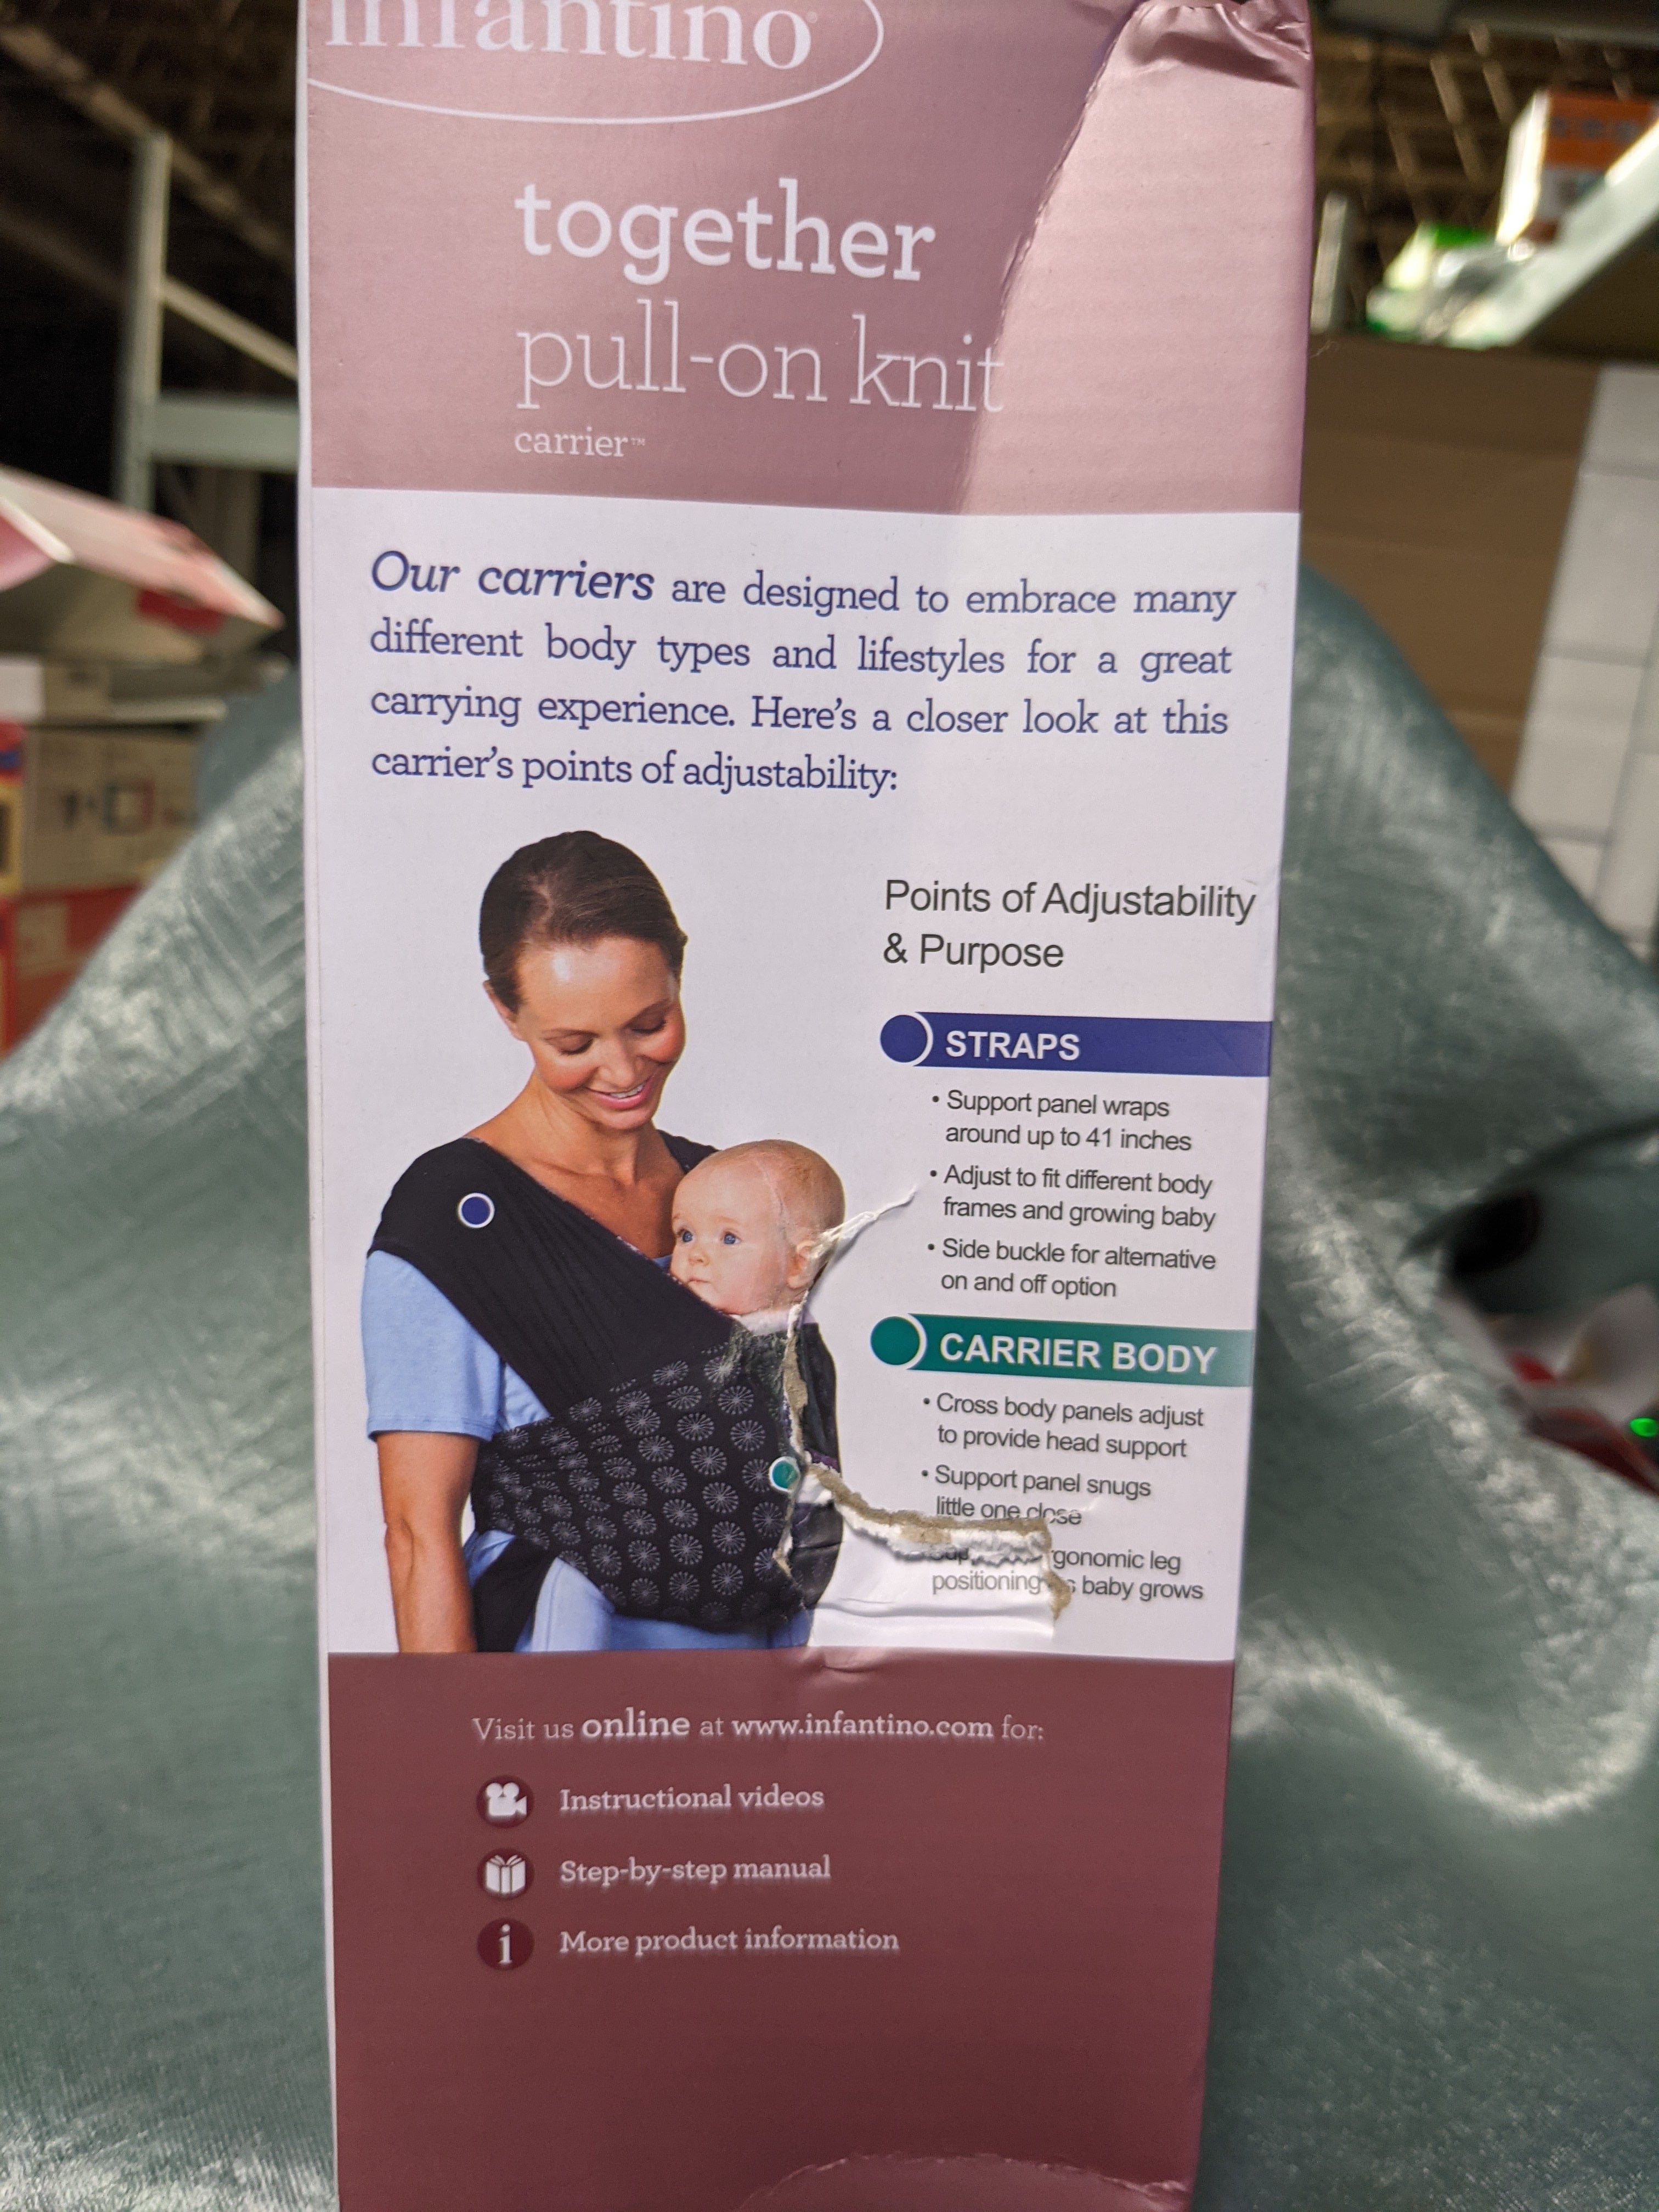 infantino
together
pull-on knit
carrier™
Our carriers are designed to embrace many
different body types and lifestyles for a great
carrying experience. Here's a closer look at this
carrier's points of adjustability:
Points of Adjustability
& Purpose
STRAPS
• Support panel wraps
around up to 41 inches
• Adjust to fit different body
frames and growing baby
• Side buckle for alternative
on and off option
CARRIER BODY
• Cross body panels adjust
to provide head support
• Support panel snugs
little one close
gonomic leg
positioning baby grows
Visit us online at www.infantino.com for:
Instructional videos
Step-by-step manual
i More product information